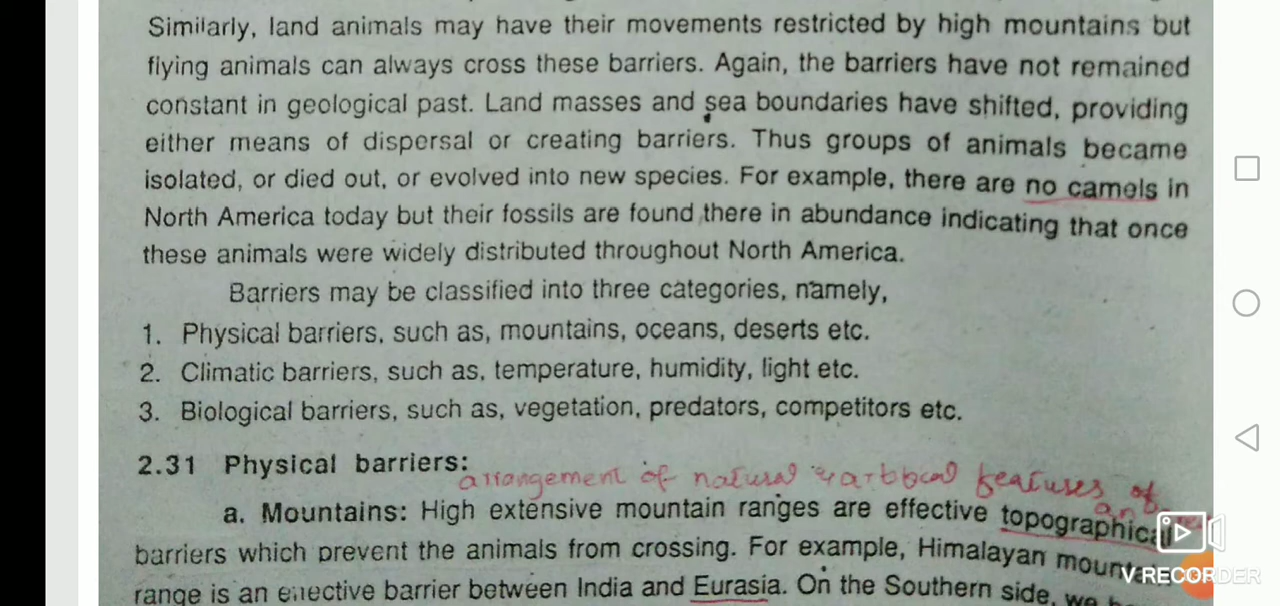 Similarly, land animals may have their movements restricted by high mountains but
flying animals can always cross these barriers. Again, the barriers have not remained
constant in geological past. Land masses and sea boundaries have shifted, providing
either means of dispersal or creating barriers. Thus groups of animals became
isolated, or died out, or evolved into new species. For example, there are no camels in
North America today but their fossils are found there in abundance indicating that once
these animals were widely distributed throughout North America.
Barriers may be classified into three categories, namely,
1. Physical barriers, such as, mountains, oceans, deserts etc.
2. Climatic barriers, such as, temperature, humidity, light etc.
3. Biological barriers, such as, vegetation, predators, competitors etc.
2.31 Physical barriers:
arrangement of natural features of
an
a. Mountains: High extensive mountain ranges are effective topographical
barriers which prevent the animals from crossing. For example, Himalayan
range is an effective barrier between India and Eurasia. On the Southern side, we
V RECORDER